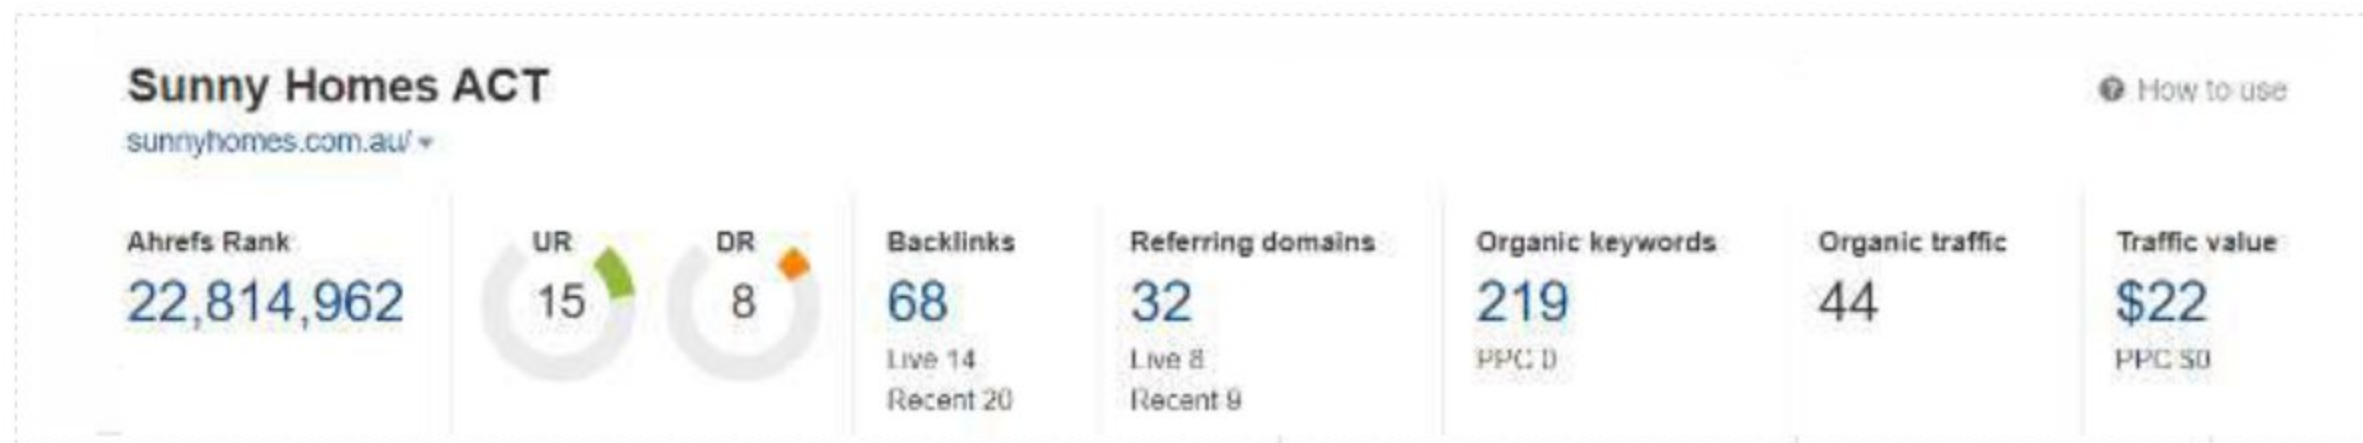 Sunny Homes ACT
How to use
sunnyhomes.com.au/
Ahrefs Rank
22,814,962
UR
15
DR
8
Backlinks
68
Live 14
Recent 20
Referring domains
32
Live 8
Recent 9
Organic keywords
219
PPC 0
Organic traffic
44
Traffic value
$22
PPC $0